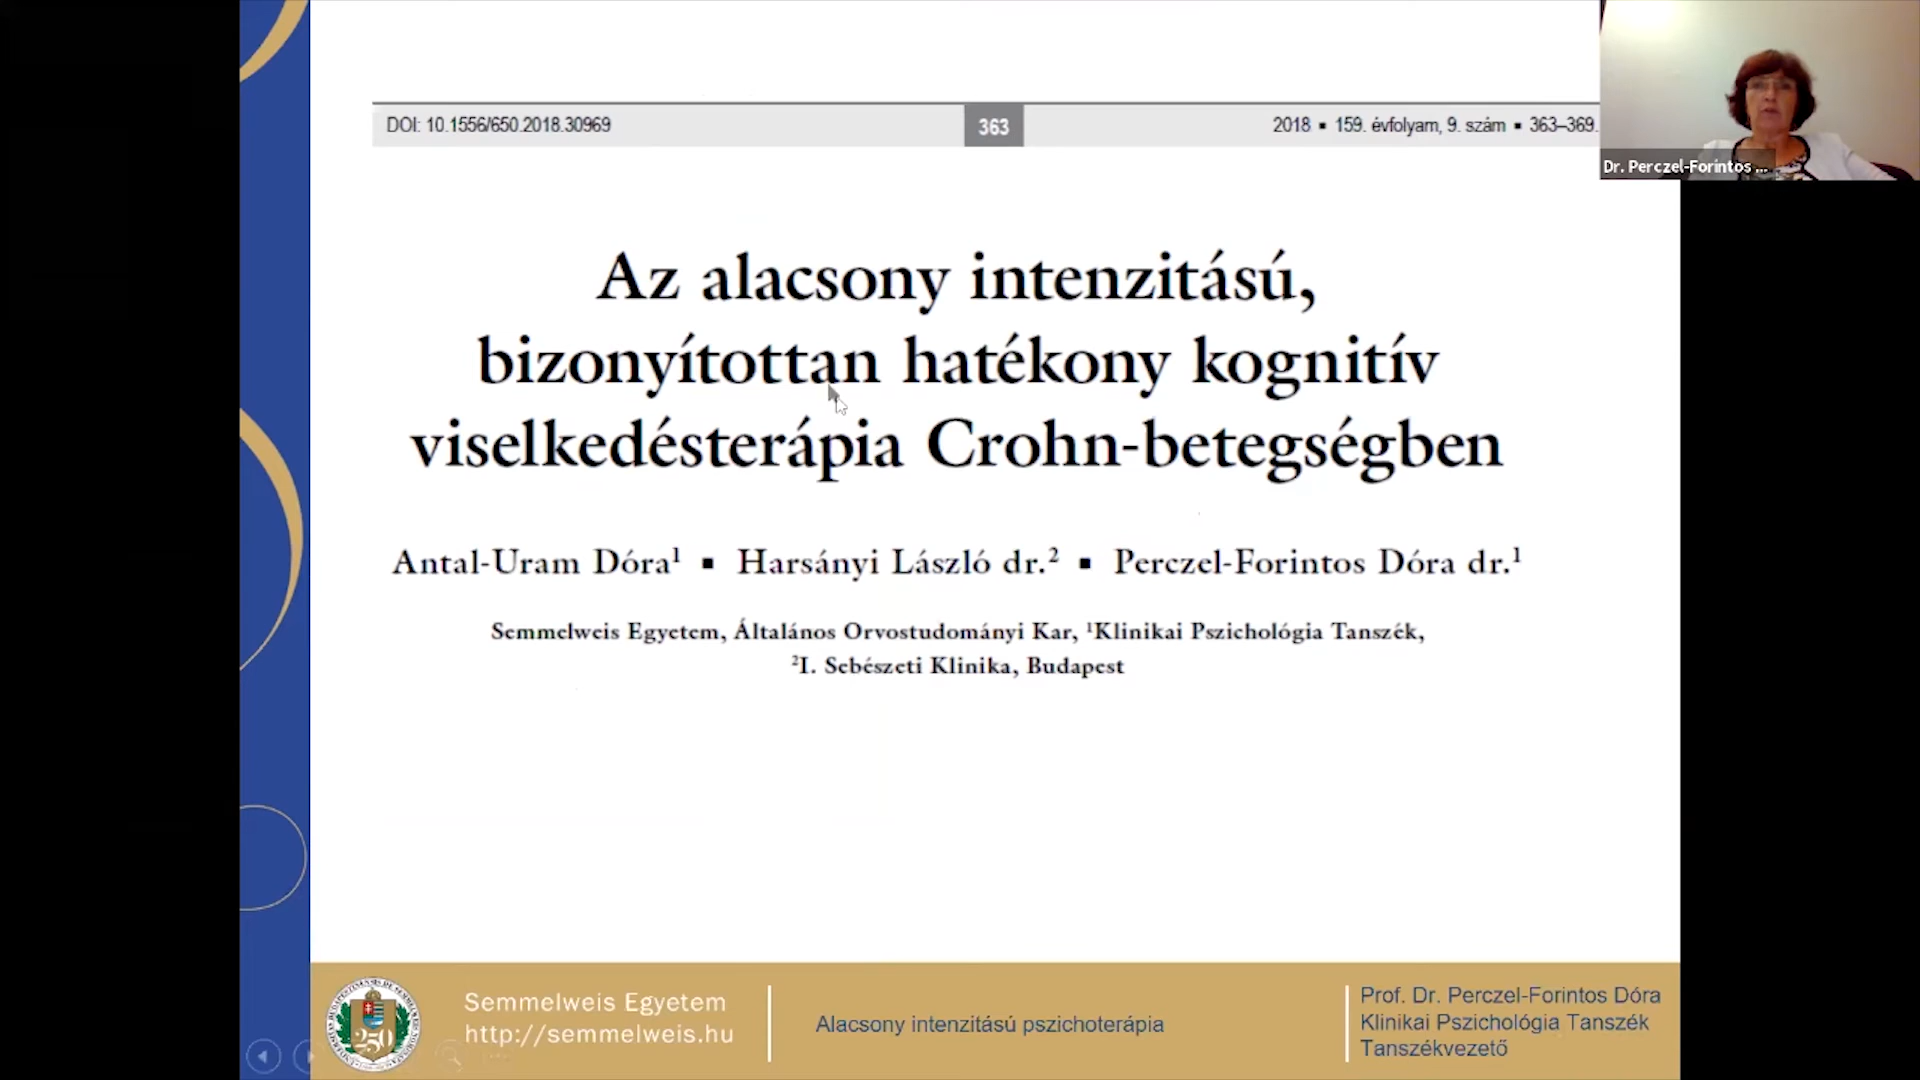 DOI: 10.1556/650.2018.30969
363
2018 ▪ 159. évfolyam, 9. szám ▪ 363–369.
Dr. Perczel-Forintos ...
Az alacsony intenzitású,
bizonyítottan hatékony kognitív
viselkedésterápia Crohn-betegségben
Antal-Uram Dóra¹ ▪ Harsányi László dr.² ▪ Perczel-Forintos Dóra dr.¹
Semmelweis Egyetem, Általános Orvostudományi Kar, ¹Klinikai Pszichológia Tanszék,
²I. Sebészeti Klinika, Budapest
250
Semmelweis Egyetem
http://semmelweis.hu
Alacsony intenzitású pszichoterápia
Prof. Dr. Perczel-Forintos Dóra
Klinikai Pszichológia Tanszék
Tanszékvezető